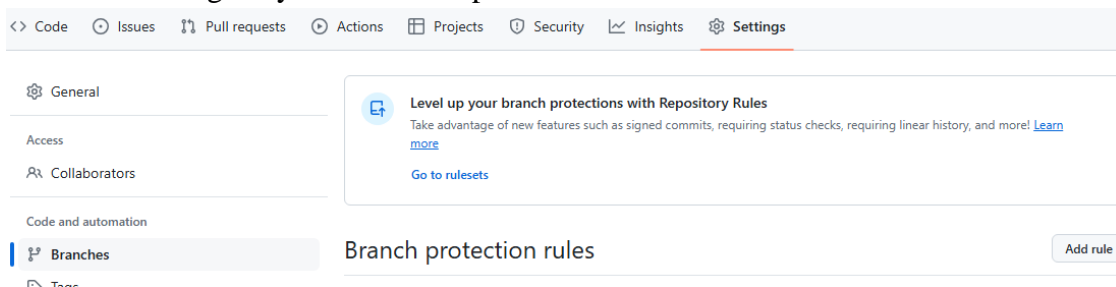 Code Issues Pull requests Actions Projects Security Insights Settings
General
Access
Collaborators
Code and automation
Branches
Tags
Level up your branch protections with Repository Rules
Take advantage of new features such as signed commits, requiring status checks, requiring linear history, and more! Learn
more
Go to rulesets
Branch protection rules
Add rule